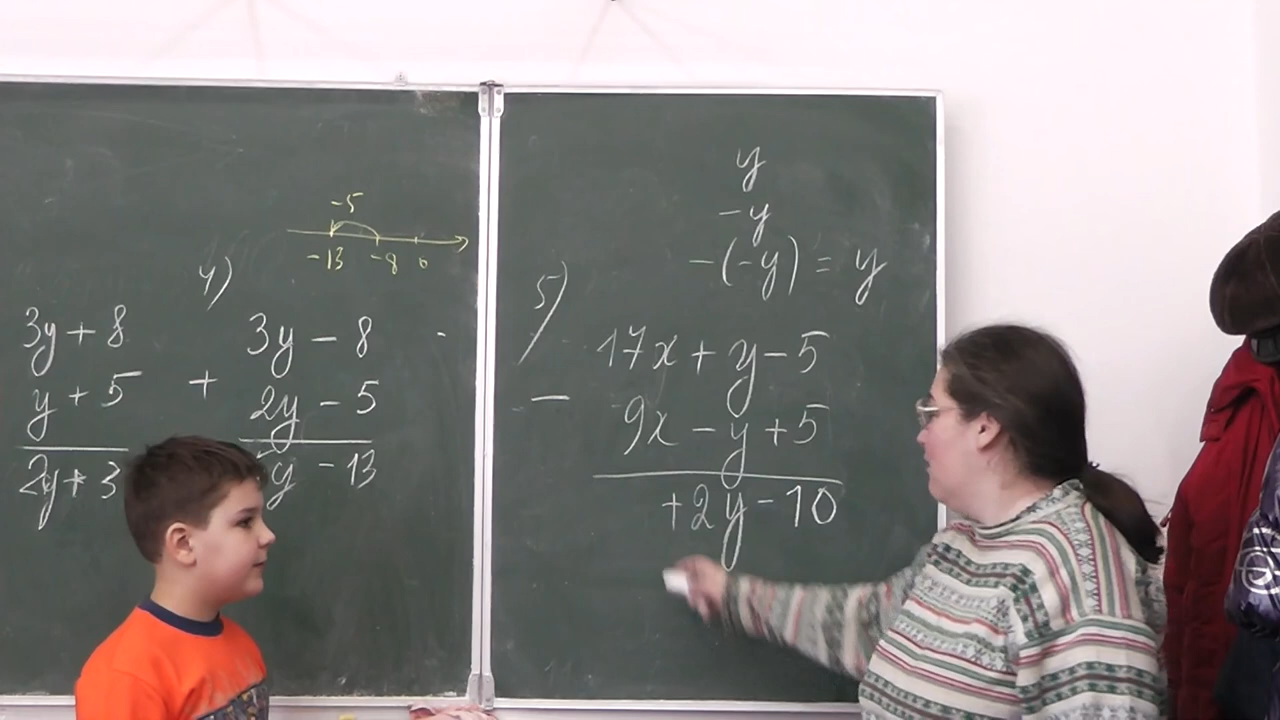 -5
-13 -8 0
3y + 8
y + 5
2y + 3
4)
3y - 8
+
2y - 5
y - 13
y
-y
-(-y) = y
5)
17x + y - 5
-
9x - y + 5
+2y - 10